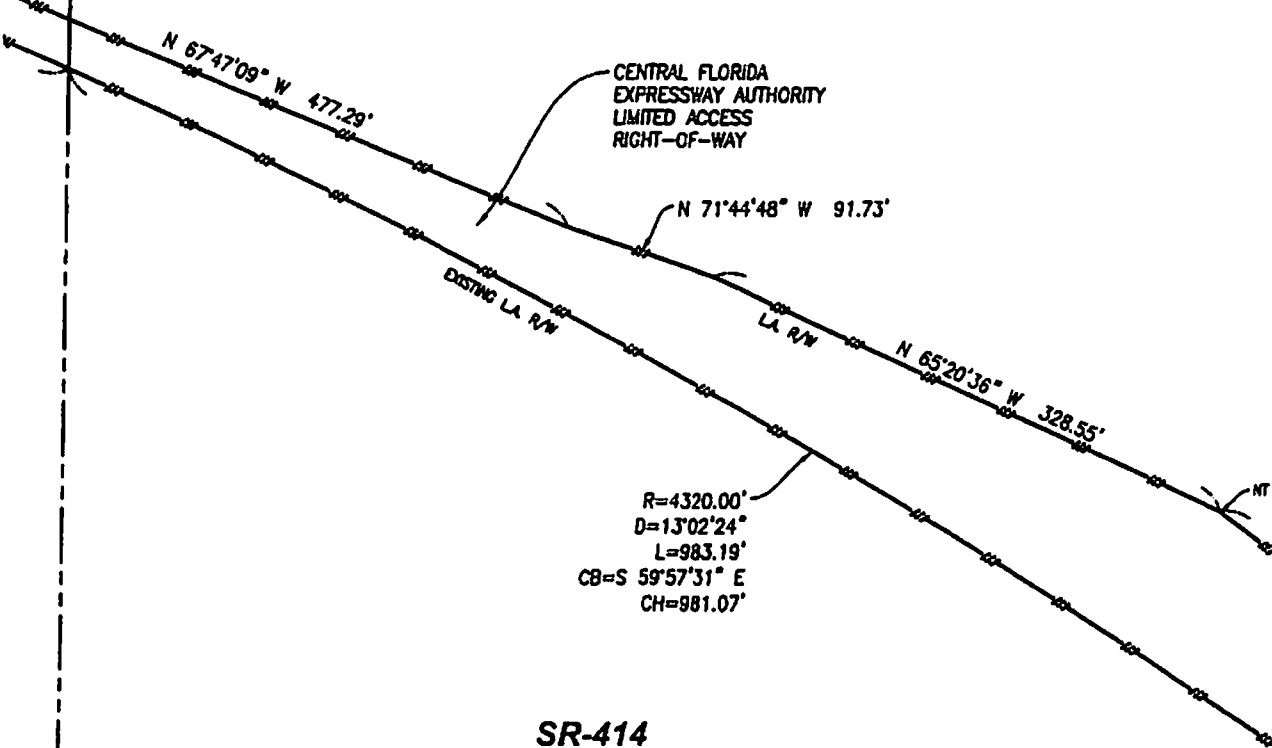 N 67°47'09" W 477.29'
CENTRAL FLORIDA
EXPRESSWAY AUTHORITY
LIMITED ACCESS
RIGHT-OF-WAY
N 71°44'48" W 91.73'
EXISTING L.A. R/W
L.A. R/W
N 65°20'36" W 328.55'
NT
R=4320.00'
D=13°02'24"
L=983.19'
CB=S 59°57'31" E
CH=981.07'
SR-414